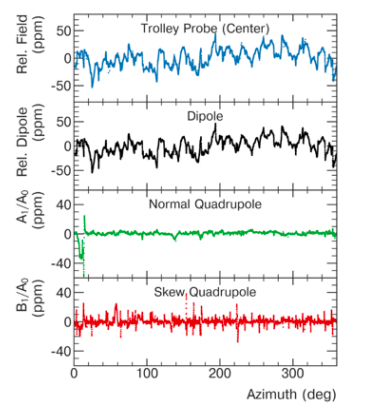 Trolley Probe (Center)
Rel. Field
(ppm)
50
0
-50
Dipole
Rel. Dipole
(ppm)
50
0
-50
Normal Quadrupole
A₁/A₀
(ppm)
40
0
-40
Skew Quadrupole
B₁/A₀
(ppm)
40
0
-40
0 100 200 300
Azimuth (deg)